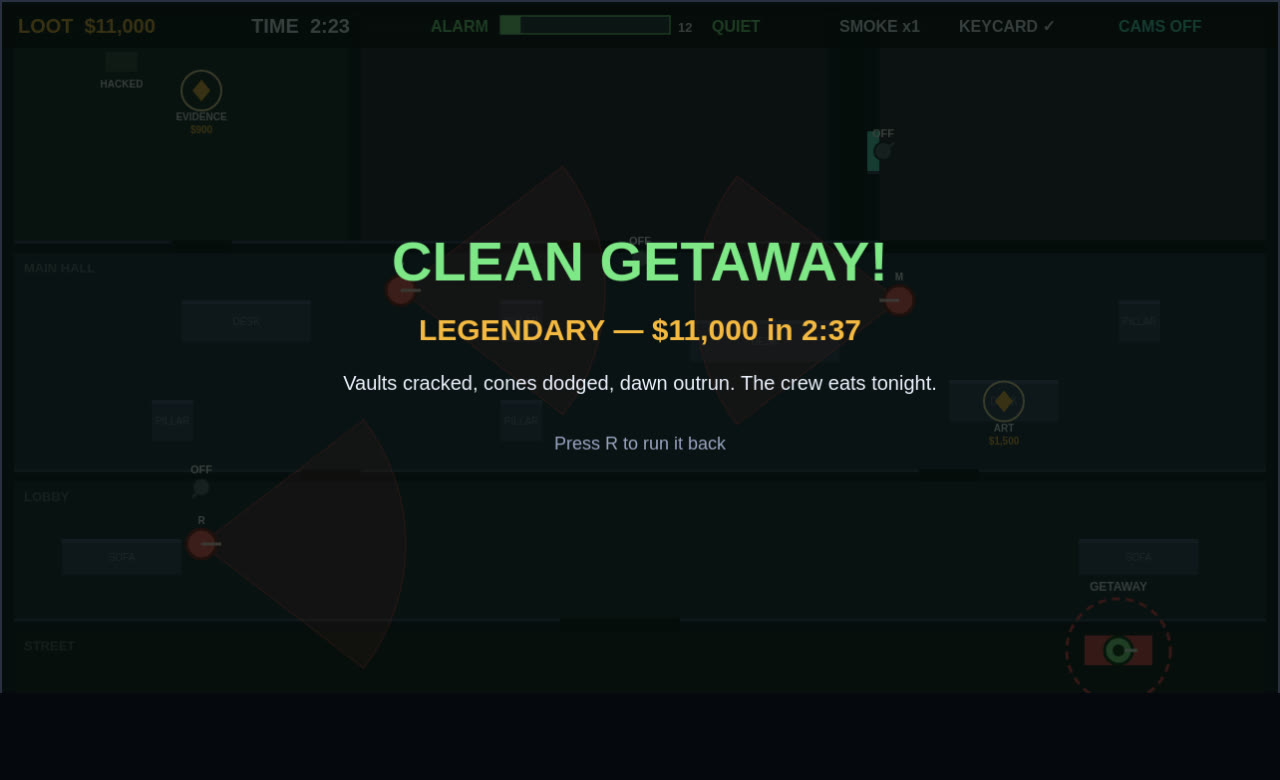 LOOT $11,000 TIME 2:23 ALARM 12 QUIET SMOKE x1 KEYCARD ✓ CAMS OFF
HACKED
EVIDENCE
$900
OFF
OFF
MAIN HALL
CLEAN GETAWAY!
M
DESK
PILLAR
LEGENDARY — $11,000 in 2:37
Vaults cracked, cones dodged, dawn outrun. The crew eats tonight.
PILLAR
PILLAR
ART
$1,500
Press R to run it back
OFF
LOBBY
R
SOFA
SOFA
GETAWAY
STREET